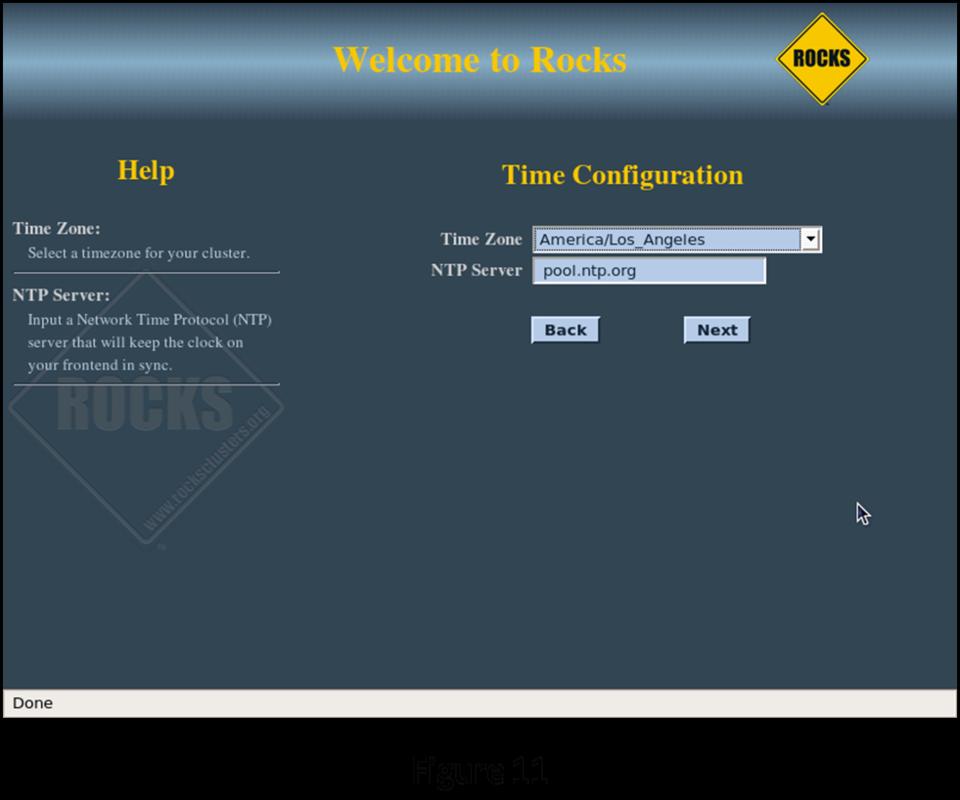 Welcome to Rocks
ROCKS
Help
Time Zone:
Select a timezone for your cluster.
NTP Server:
Input a Network Time Protocol (NTP)
server that will keep the clock on
your frontend in sync.
ROCKS
www.rocksclusters.org
TM
Time Configuration
Time Zone America/Los_Angeles
NTP Server pool.ntp.org
Back Next
Done
Figure 11